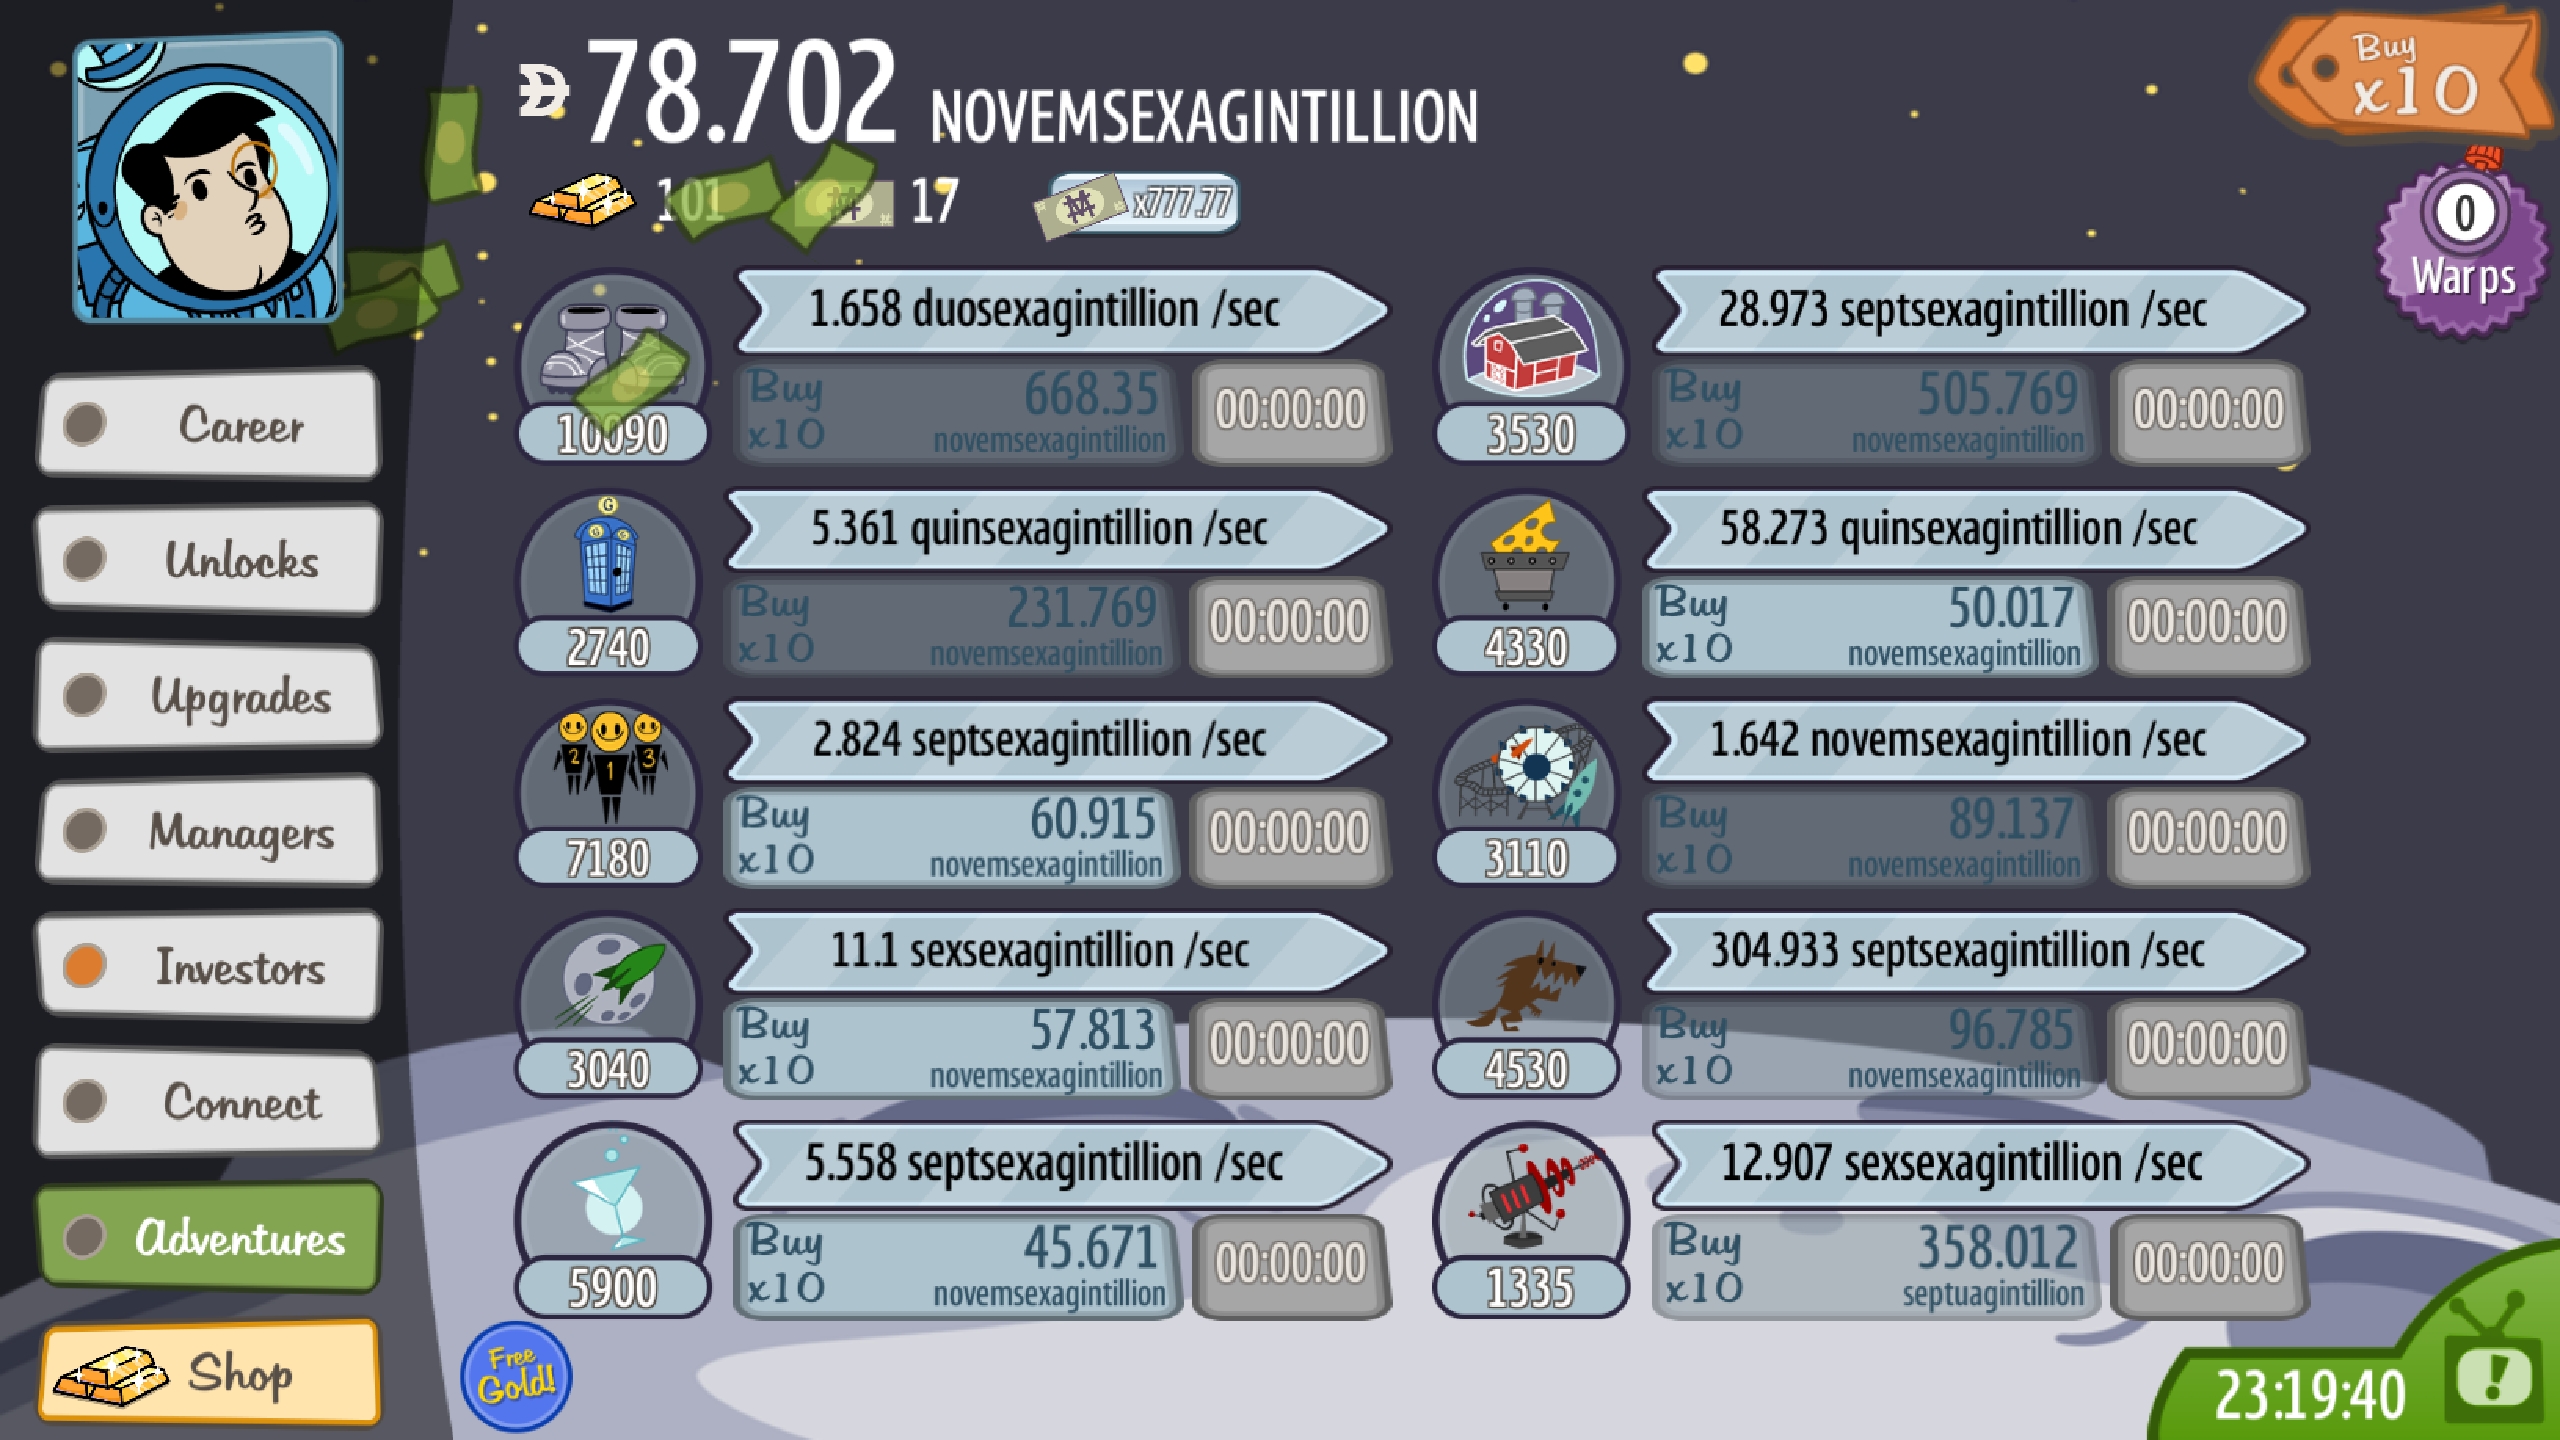 78.702 NOVEMSEXAGINTILLION
101 17 x777.77
Buy
x10
0
Warps
Career
Unlocks
Upgrades
Managers
Investors
Connect
Adventures
Shop
1.658 duosexagintillion /sec
Buy x10 668.35 novemsexagintillion
00:00:00
10090
5.361 quinsexagintillion /sec
G
Buy x10 231.769 novemsexagintillion
00:00:00
2740
2.824 septsexagintillion /sec
2 1 3
Buy x10 60.915 novemsexagintillion
00:00:00
7180
11.1 sexsexagintillion /sec
Buy x10 57.813 novemsexagintillion
00:00:00
3040
5.558 septsexagintillion /sec
Buy x10 45.671 novemsexagintillion
00:00:00
5900
28.973 septsexagintillion /sec
Buy x10 505.769 novemsexagintillion
00:00:00
3530
58.273 quinsexagintillion /sec
Buy x10 50.017 novemsexagintillion
00:00:00
4330
1.642 novemsexagintillion /sec
Buy x10 89.137 novemsexagintillion
00:00:00
3110
304.933 septsexagintillion /sec
Buy x10 96.785 novemsexagintillion
00:00:00
4530
12.907 sexsexagintillion /sec
Buy x10 358.012 septuagintillion
00:00:00
1335
Free
Gold!
23:19:40
!